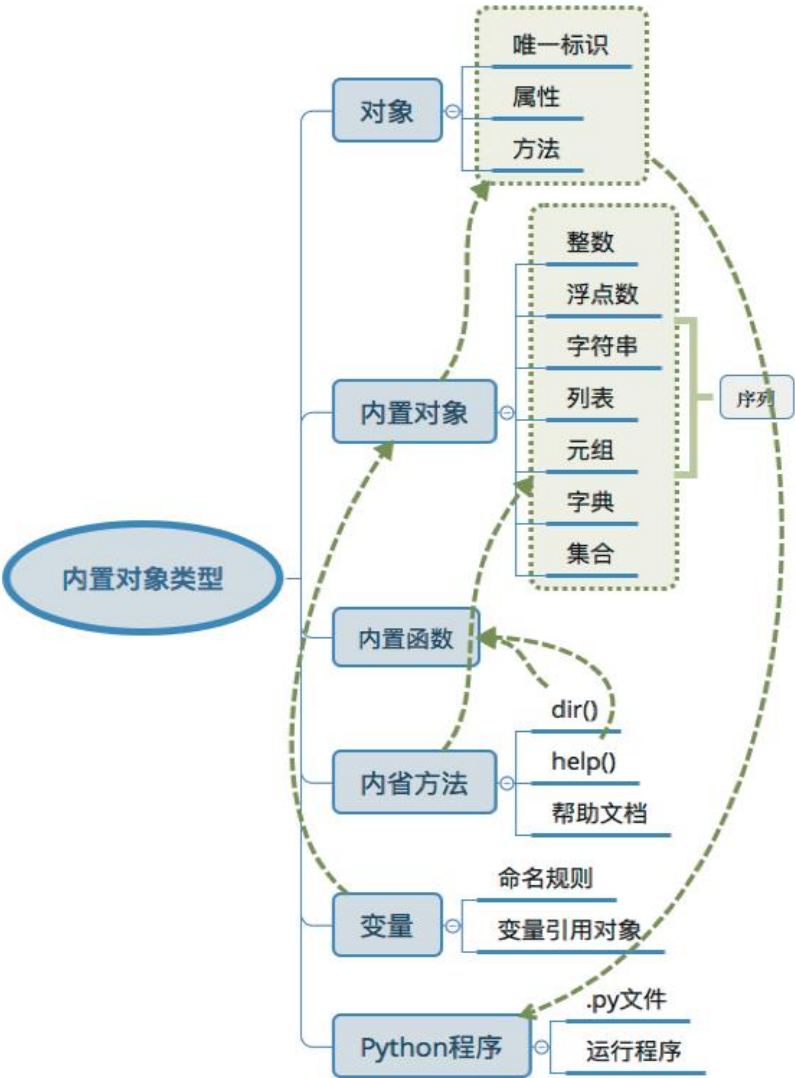 唯一标识
对象
属性
方法
整数
浮点数
字符串
内置对象
列表
序列
元组
字典
集合
内置对象类型
内置函数
dir()
内省方法
help()
帮助文档
命名规则
变量
变量引用对象
.py文件
Python程序
运行程序